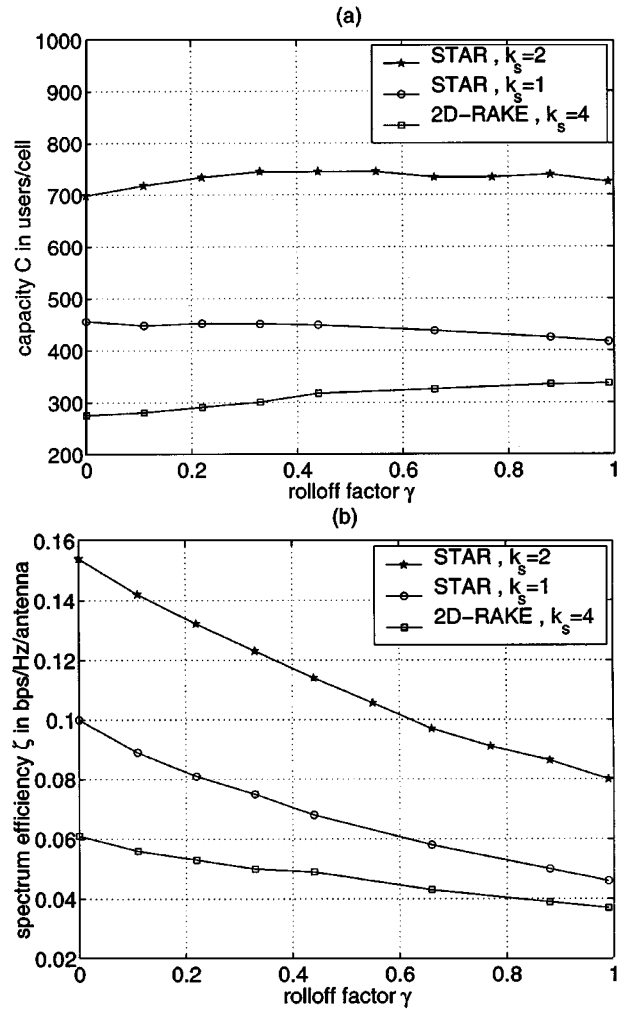 (a)
1000
900
800
700
600
500
400
300
200
capacity C in users/cell
STAR , k_s=2
STAR , k_s=1
2D-RAKE , k_s=4
0
0.2
0.4
0.6
0.8
1
rolloff factor γ
(b)
0.16
0.14
0.12
0.1
0.08
0.06
0.04
0.02
spectrum efficiency ζ in bps/Hz/antenna
STAR , k_s=2
STAR , k_s=1
2D-RAKE , k_s=4
0
0.2
0.4
0.6
0.8
1
rolloff factor γ